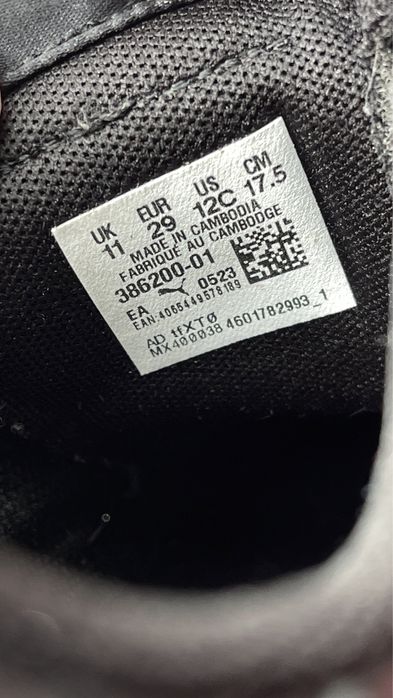 UK EUR US CM
11 29 12C 17.5
MADE IN CAMBODIA
FABRIQUÉ AU CAMBODGE
386200-01
EA 0523
EAN:4065449578189
AD 1fXTØ
MX400038 4601782993_1